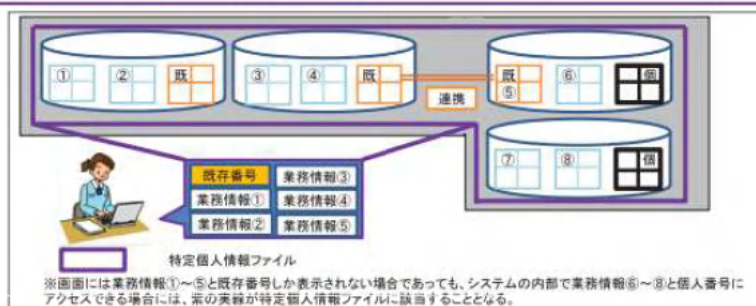 ① ② 既 ③ ④ 既 既 ⑥ 個
⑤
連携
⑦ ⑧ 個
既存番号 業務情報③
業務情報① 業務情報④
業務情報② 業務情報⑤
特定個人情報ファイル
※画面には業務情報①~⑤と既存番号しか表示されない場合であっても、システムの内部で業務情報⑥~⑧と個人番号に
アクセスできる場合には、紫の実線が特定個人情報ファイルに該当することとなる。